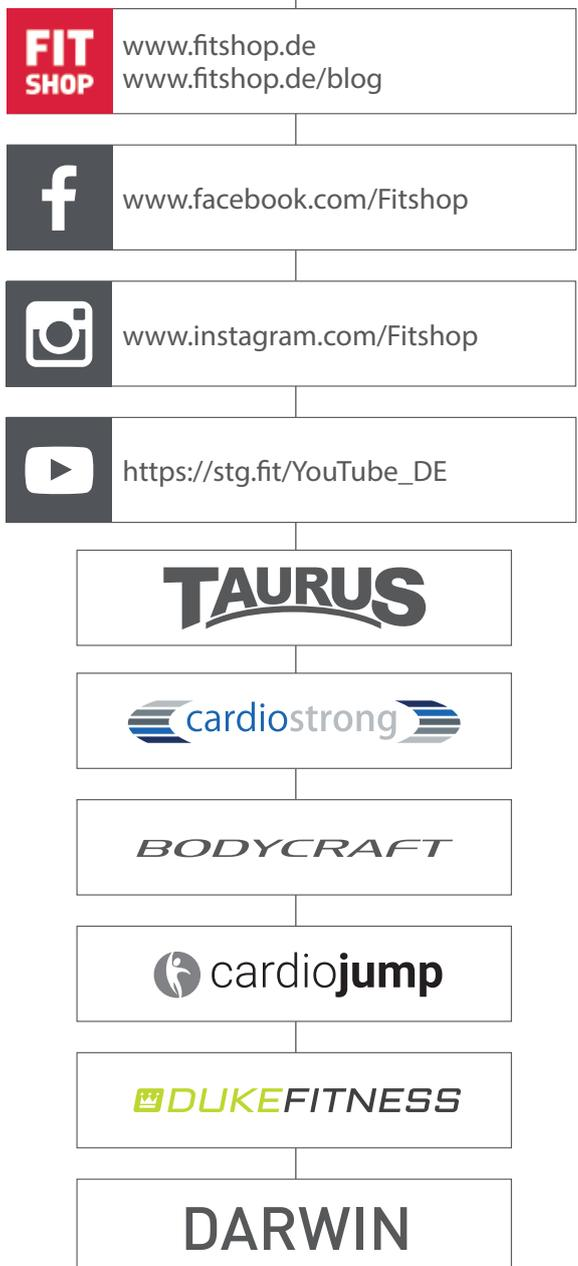 FIT
SHOP
www.fitshop.de
www.fitshop.de/blog
f
www.facebook.com/Fitshop
www.instagram.com/Fitshop
https://stg.fit/YouTube_DE
TAURUS
cardiostrong
BODYCRAFT
cardiojump
DUKEFITNESS
DARWIN